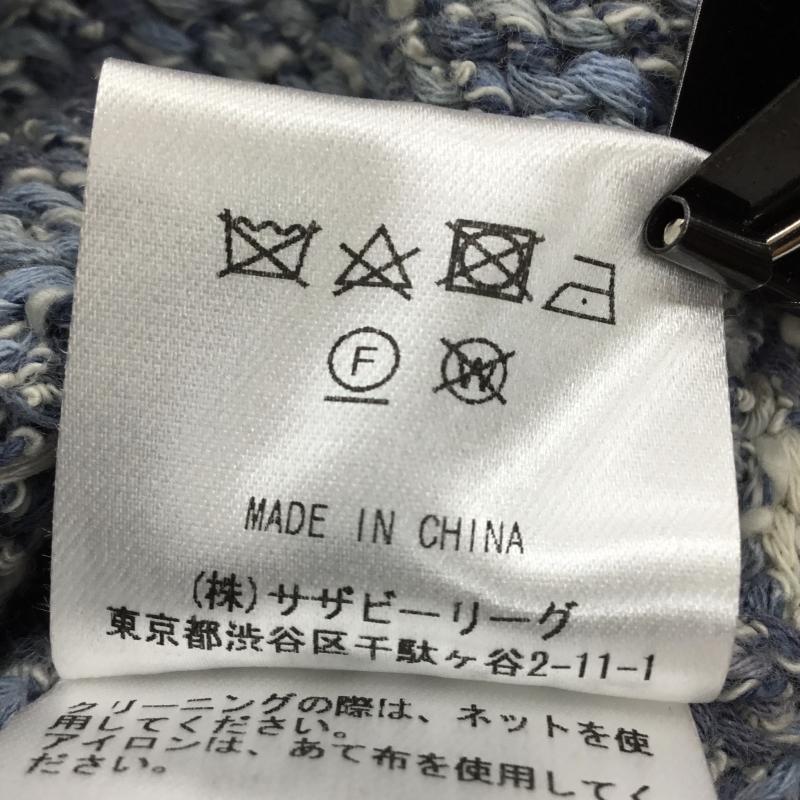 F
W
MADE IN CHINA
(株)サザビーリーグ
東京都渋谷区千駄ヶ谷2-11-1
クリーニングの際は、ネットを使
用してください。
アイロンは、あて布を使用してく
ださい。